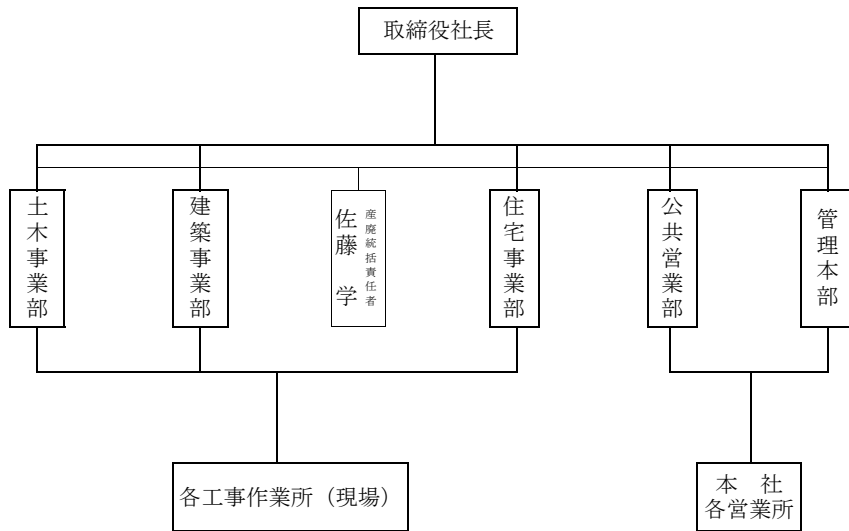 取締役社長
土木事業部
建築事業部
産廃統括責任者
佐藤　学
住宅事業部
公共営業部
管理本部
各工事作業所（現場）
本　社
各営業所